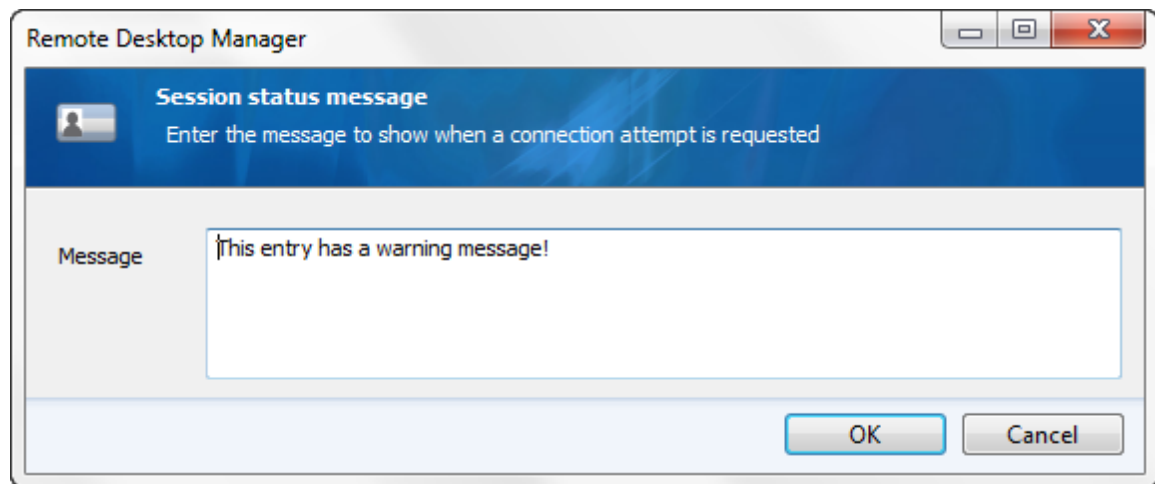 Remote Desktop Manager
Session status message
Enter the message to show when a connection attempt is requested
Message
This entry has a warning message!
OK
Cancel